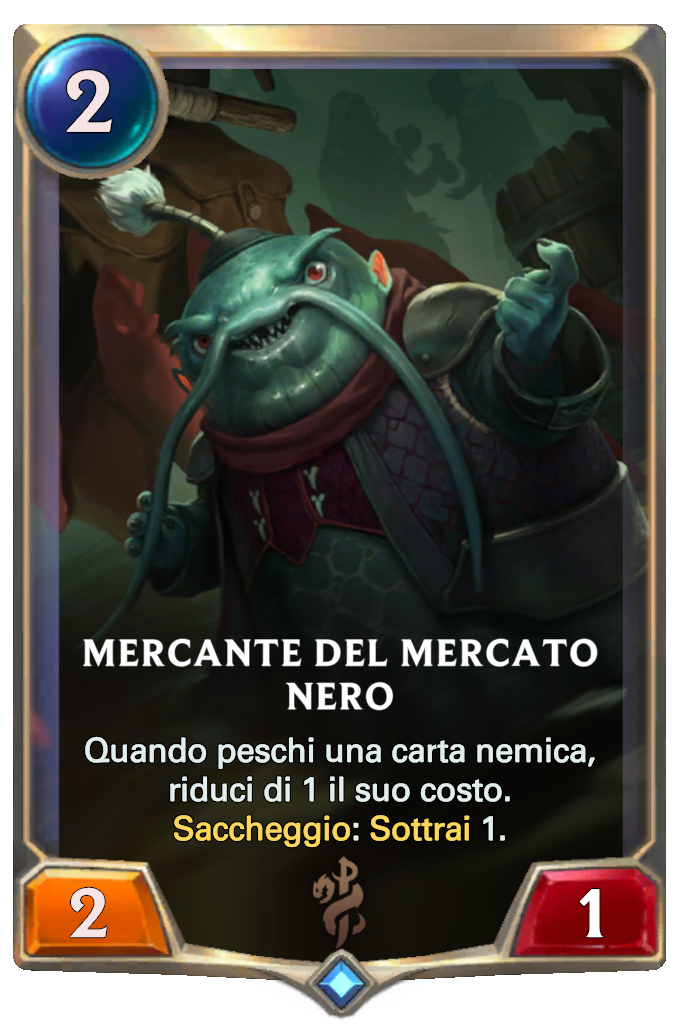 2
MERCANTE DEL MERCATO
NERO
Quando peschi una carta nemica,
riduci di 1 il suo costo.
Saccheggio: Sottrai 1.
2
1